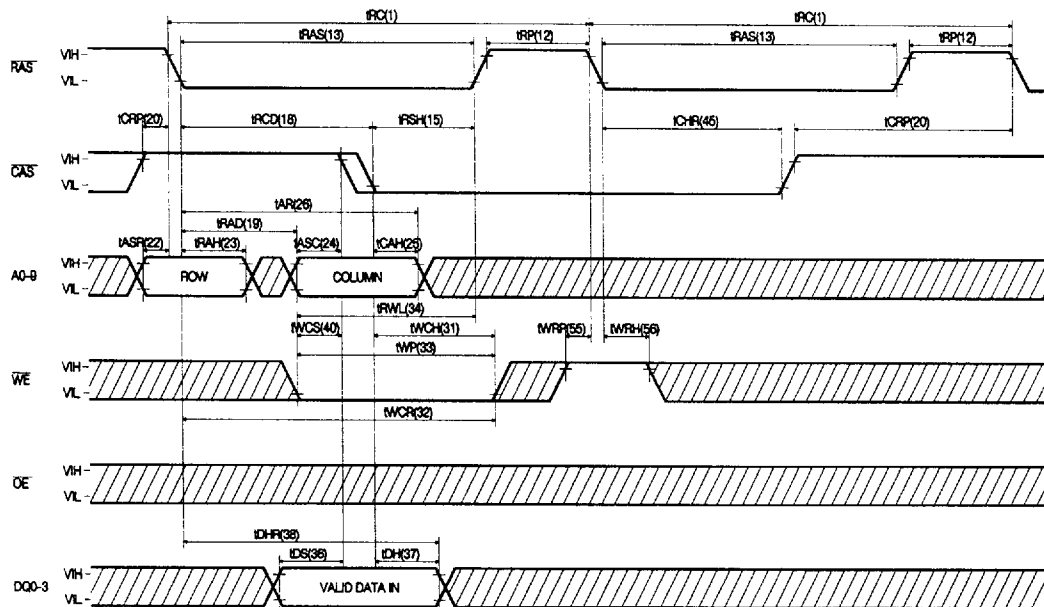 tRC(1) tRC(1)
tRAS(13) tRP(12) tRAS(13) tRP(12)
RAS VIH VIL
tCRP(20) tRCD(18) tRSH(15) tCHR(46) tCRP(20)
CAS VIH VIL
tAR(26)
tRAD(19)
tASR(22) tRAH(23) tASC(24) tCAH(25)
A0-9 VIH VIL ROW COLUMN
tRWL(34)
tWCS(40) tWCH(31) tWRP(55) tWRH(56)
tWP(33)
WE VIH VIL
tWCR(32)
OE VIH VIL
tDHR(38)
tDS(36) tDH(37)
DQ0-3 VIH VIL VALID DATA IN